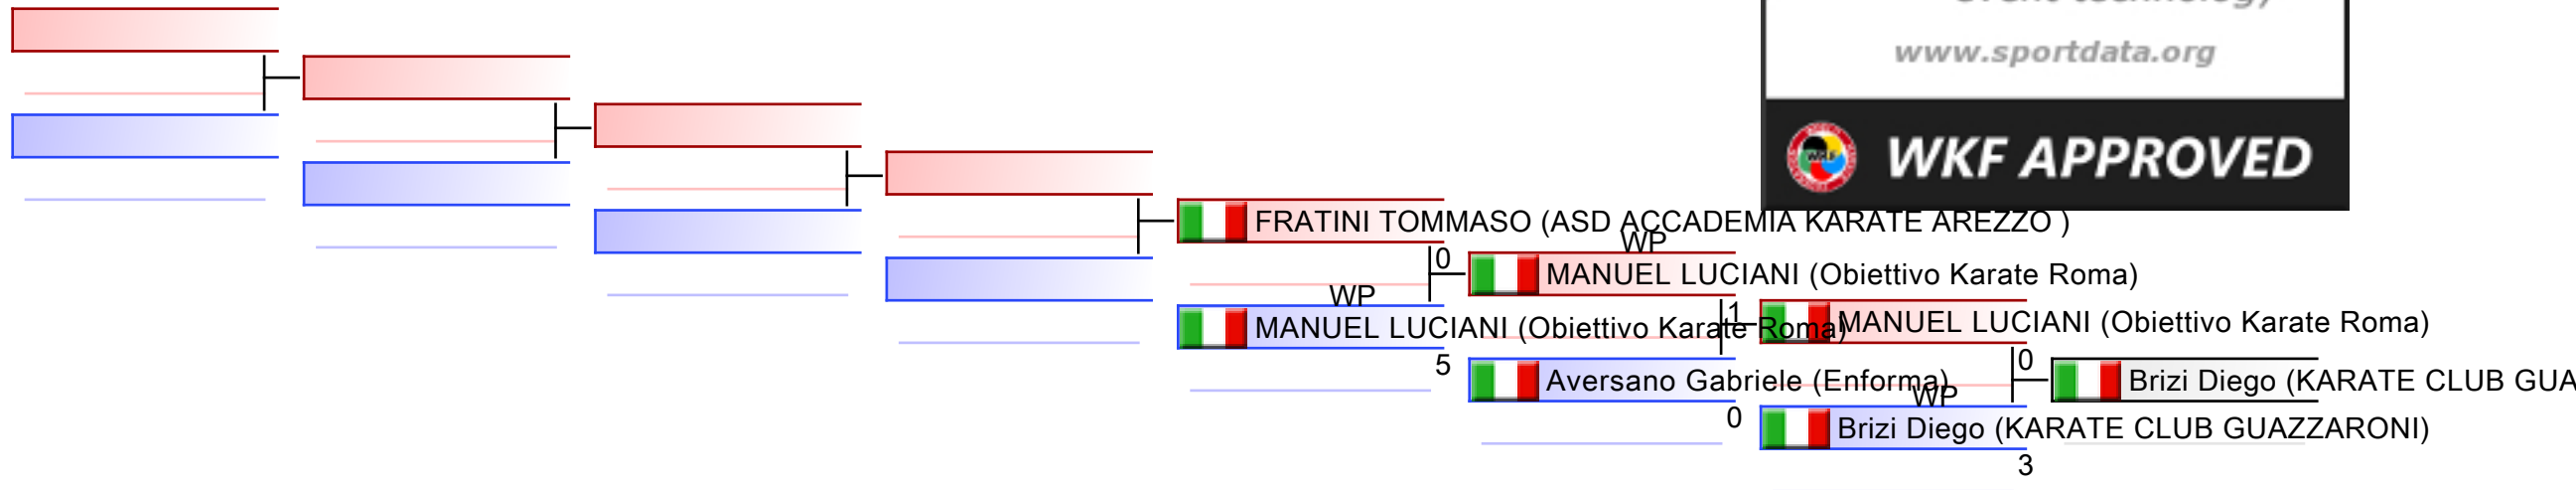 event technology
www.sportdata.org
WKF APPROVED
FRATINI TOMMASO (ASD ACCADEMIA KARATE AREZZO )
WP
0
MANUEL LUCIANI (Obiettivo Karate Roma)
WP
1
MANUEL LUCIANI (Obiettivo Karate Roma)
MANUEL LUCIANI (Obiettivo Karate Roma)
5
0
Aversano Gabriele (Enforma)
Brizi Diego (KARATE CLUB GUA
WP
0
Brizi Diego (KARATE CLUB GUAZZARONI)
3